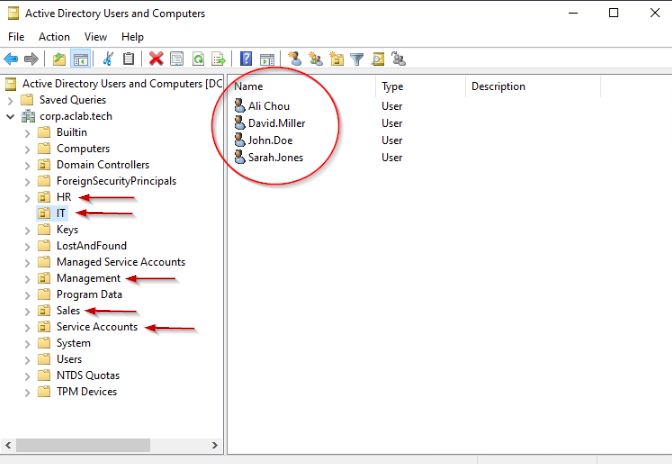 Active Directory Users and Computers
File Action View Help
Active Directory Users and Computers [DC
Saved Queries
corp.aclab.tech
Builtin
Computers
Domain Controllers
ForeignSecurityPrincipals
HR
IT
Keys
LostAndFound
Managed Service Accounts
Management
Program Data
Sales
Service Accounts
System
Users
NTDS Quotas
TPM Devices
Name Type Description
Ali Chou User
David.Miller User
John.Doe User
Sarah.Jones User